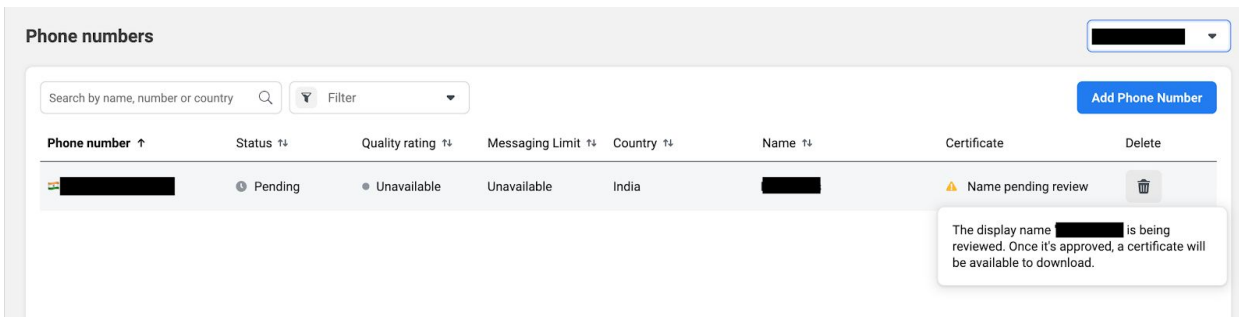 Phone numbers
Search by name, number or country
Filter
Add Phone Number
Phone number ↑ Status ↑↓ Quality rating ↑↓ Messaging Limit ↑↓ Country ↑↓ Name ↑↓ Certificate Delete
Pending Unavailable Unavailable India Name pending review
The display name ' is being
reviewed. Once it's approved, a certificate will
be available to download.